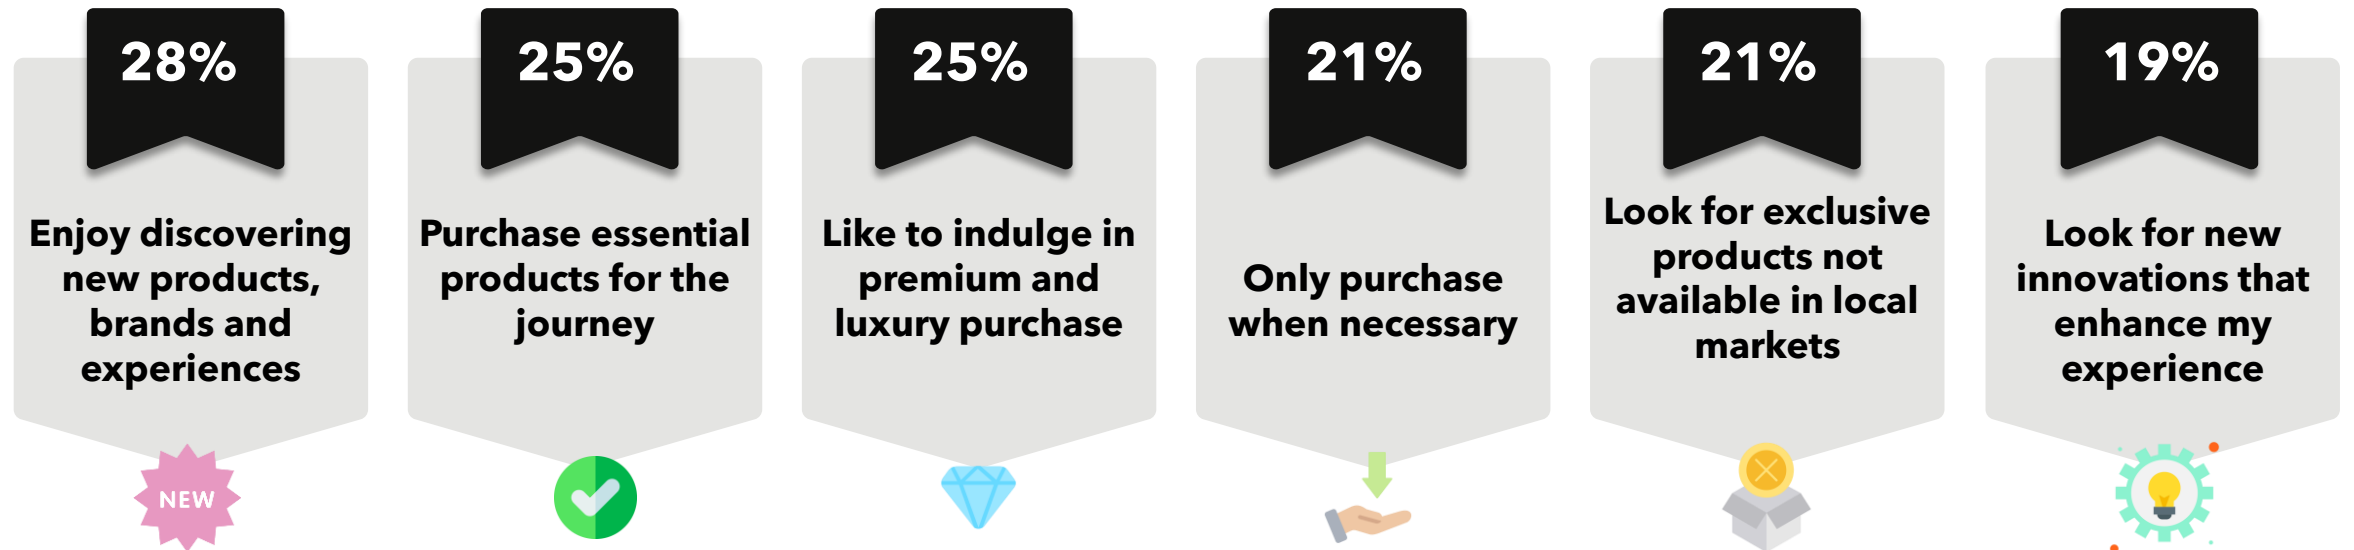 28%
Enjoy discovering
new products,
brands and
experiences
NEW
25%
Purchase essential
products for the
journey
25%
Like to indulge in
premium and
luxury purchase
21%
Only purchase
when necessary
21%
Look for exclusive
products not
available in local
markets
19%
Look for new
innovations that
enhance my
experience